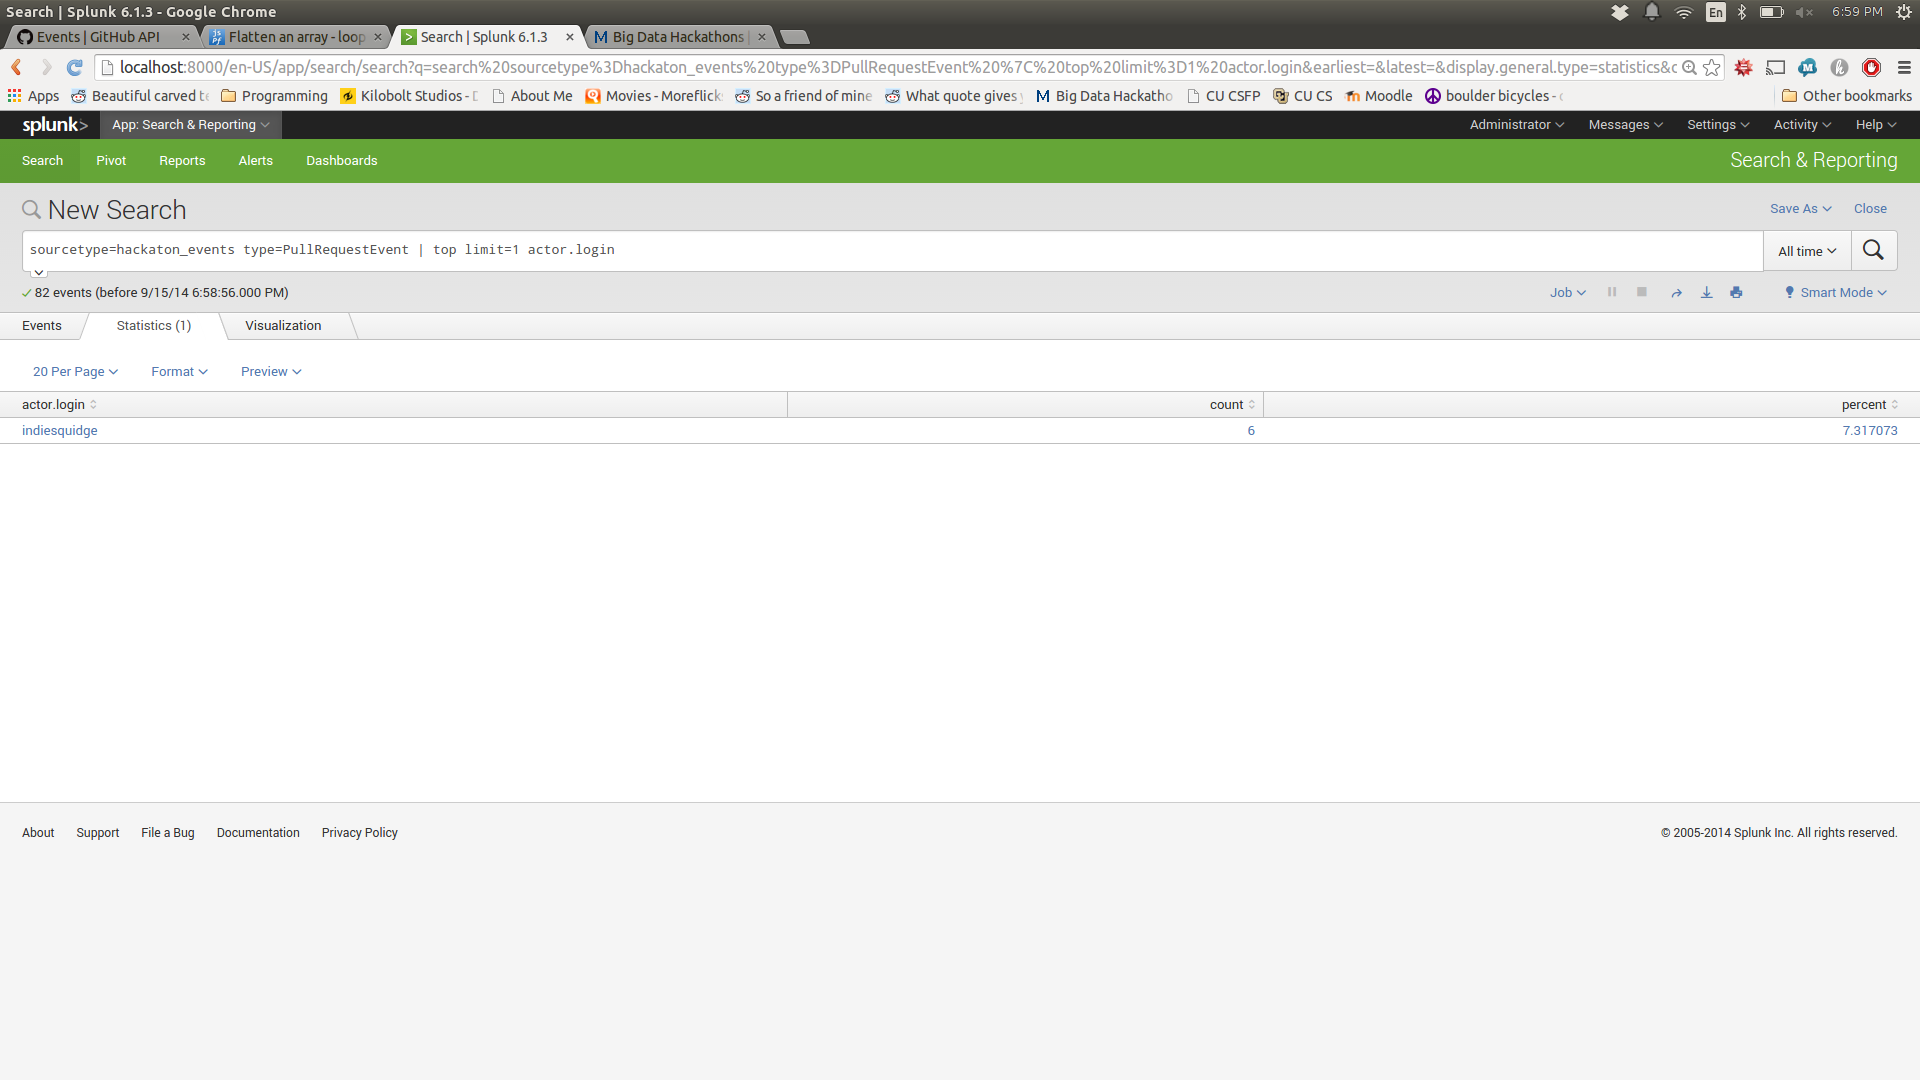 Search | Splunk 6.1.3 - Google Chrome
En
6:59 PM
Events | GitHub API
Flatten an array - loop
Search | Splunk 6.1.3
Big Data Hackathons |
localhost:8000/en-US/app/search/search?q=search%20sourcetype%3Dhackaton_events%20type%3DPullRequestEvent%20%7C%20top%20limit%3D1%20actor.login&earliest=&latest=&display.general.type=statistics&c
Apps
Beautiful carved te
Programming
Kilobolt Studios - D
About Me
Movies - Moreflick
So a friend of mine
What quote gives y
Big Data Hackatho
CU CSFP
CU CS
Moodle
boulder bicycles - c
Other bookmarks
splunk>
App: Search & Reporting
Administrator
Messages
Settings
Activity
Help
Search
Pivot
Reports
Alerts
Dashboards
Search & Reporting
New Search
Save As
Close
sourcetype=hackaton_events type=PullRequestEvent | top limit=1 actor.login
All time
82 events (before 9/15/14 6:58:56.000 PM)
Job
Smart Mode
Events
Statistics (1)
Visualization
20 Per Page
Format
Preview
actor.login
count
percent
indiesquidge
6
7.317073
About
Support
File a Bug
Documentation
Privacy Policy
© 2005-2014 Splunk Inc. All rights reserved.